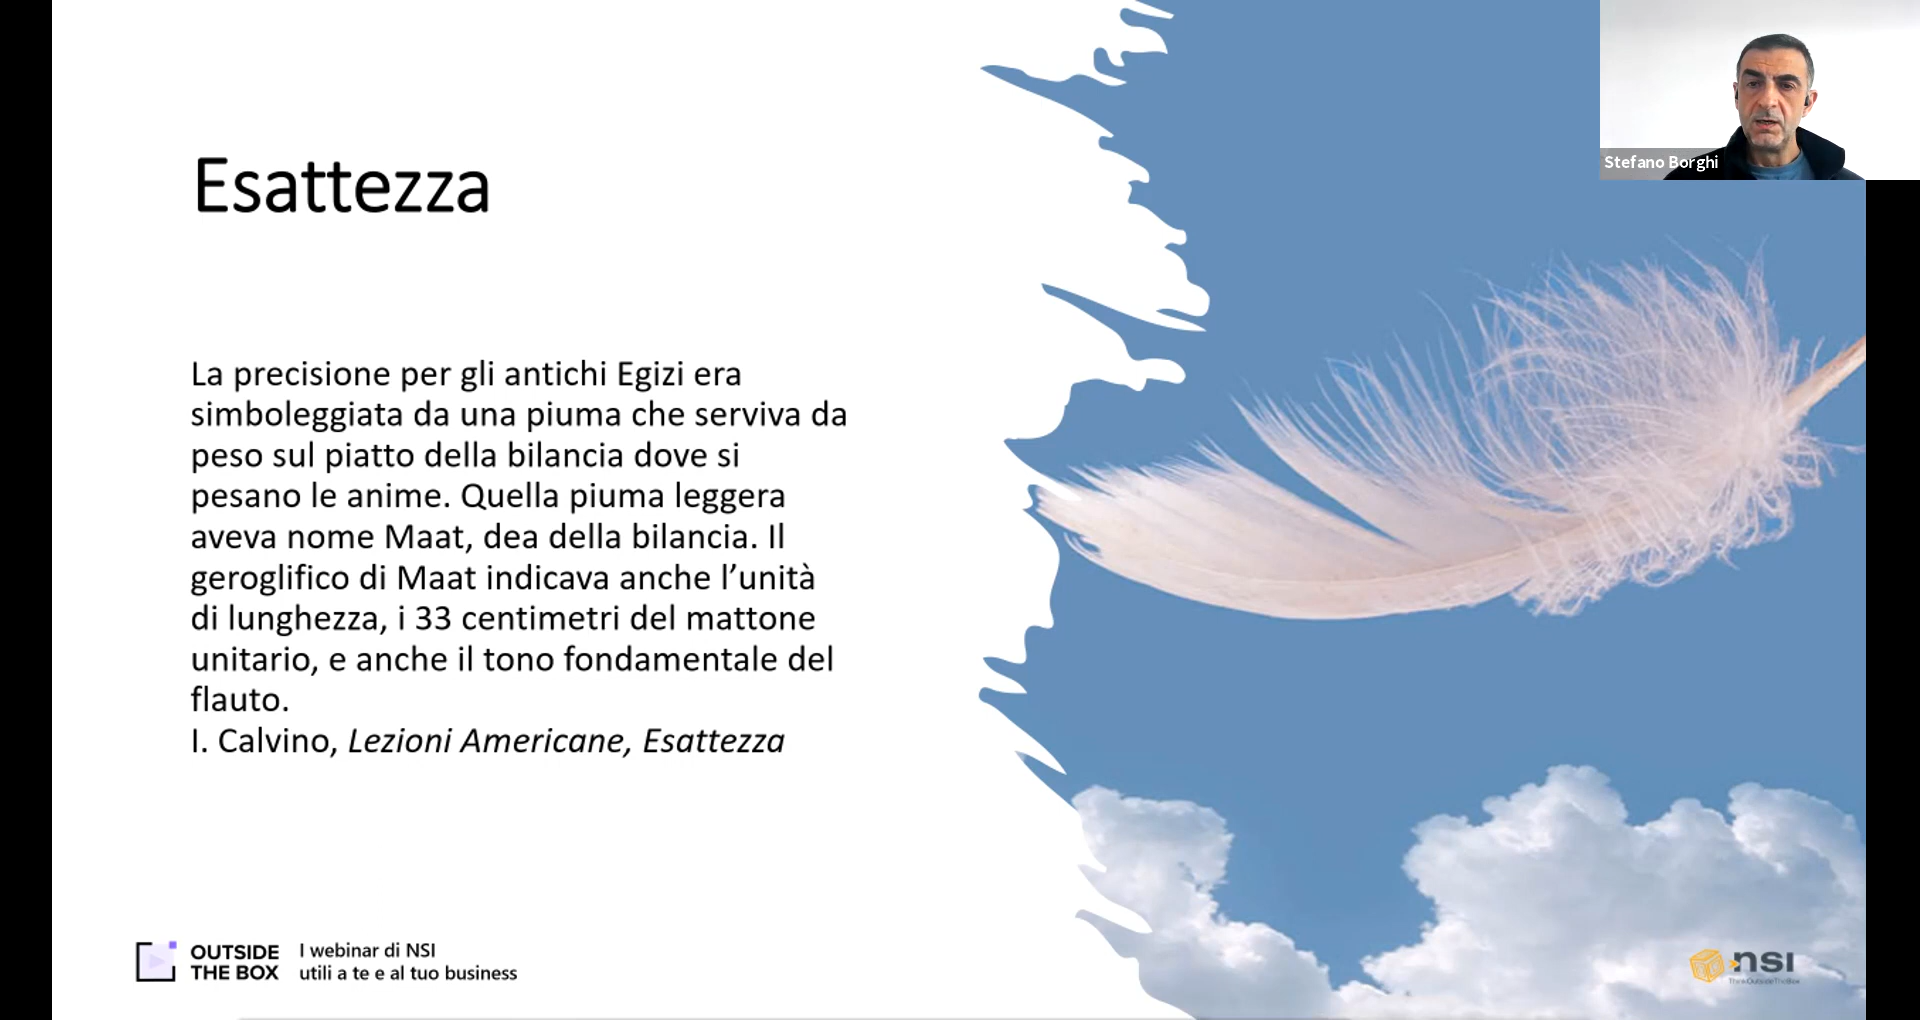 Stefano Borghi
Esattezza
La precisione per gli antichi Egizi era
simboleggiata da una piuma che serviva da
peso sul piatto della bilancia dove si
pesano le anime. Quella piuma leggera
aveva nome Maat, dea della bilancia. Il
geroglifico di Maat indicava anche l’unità
di lunghezza, i 33 centimetri del mattone
unitario, e anche il tono fondamentale del
flauto.
I. Calvino, Lezioni Americane, Esattezza
OUTSIDE
THE BOX
I webinar di NSI
utili a te e al tuo business
nsi
ThinkOutsideTheBox